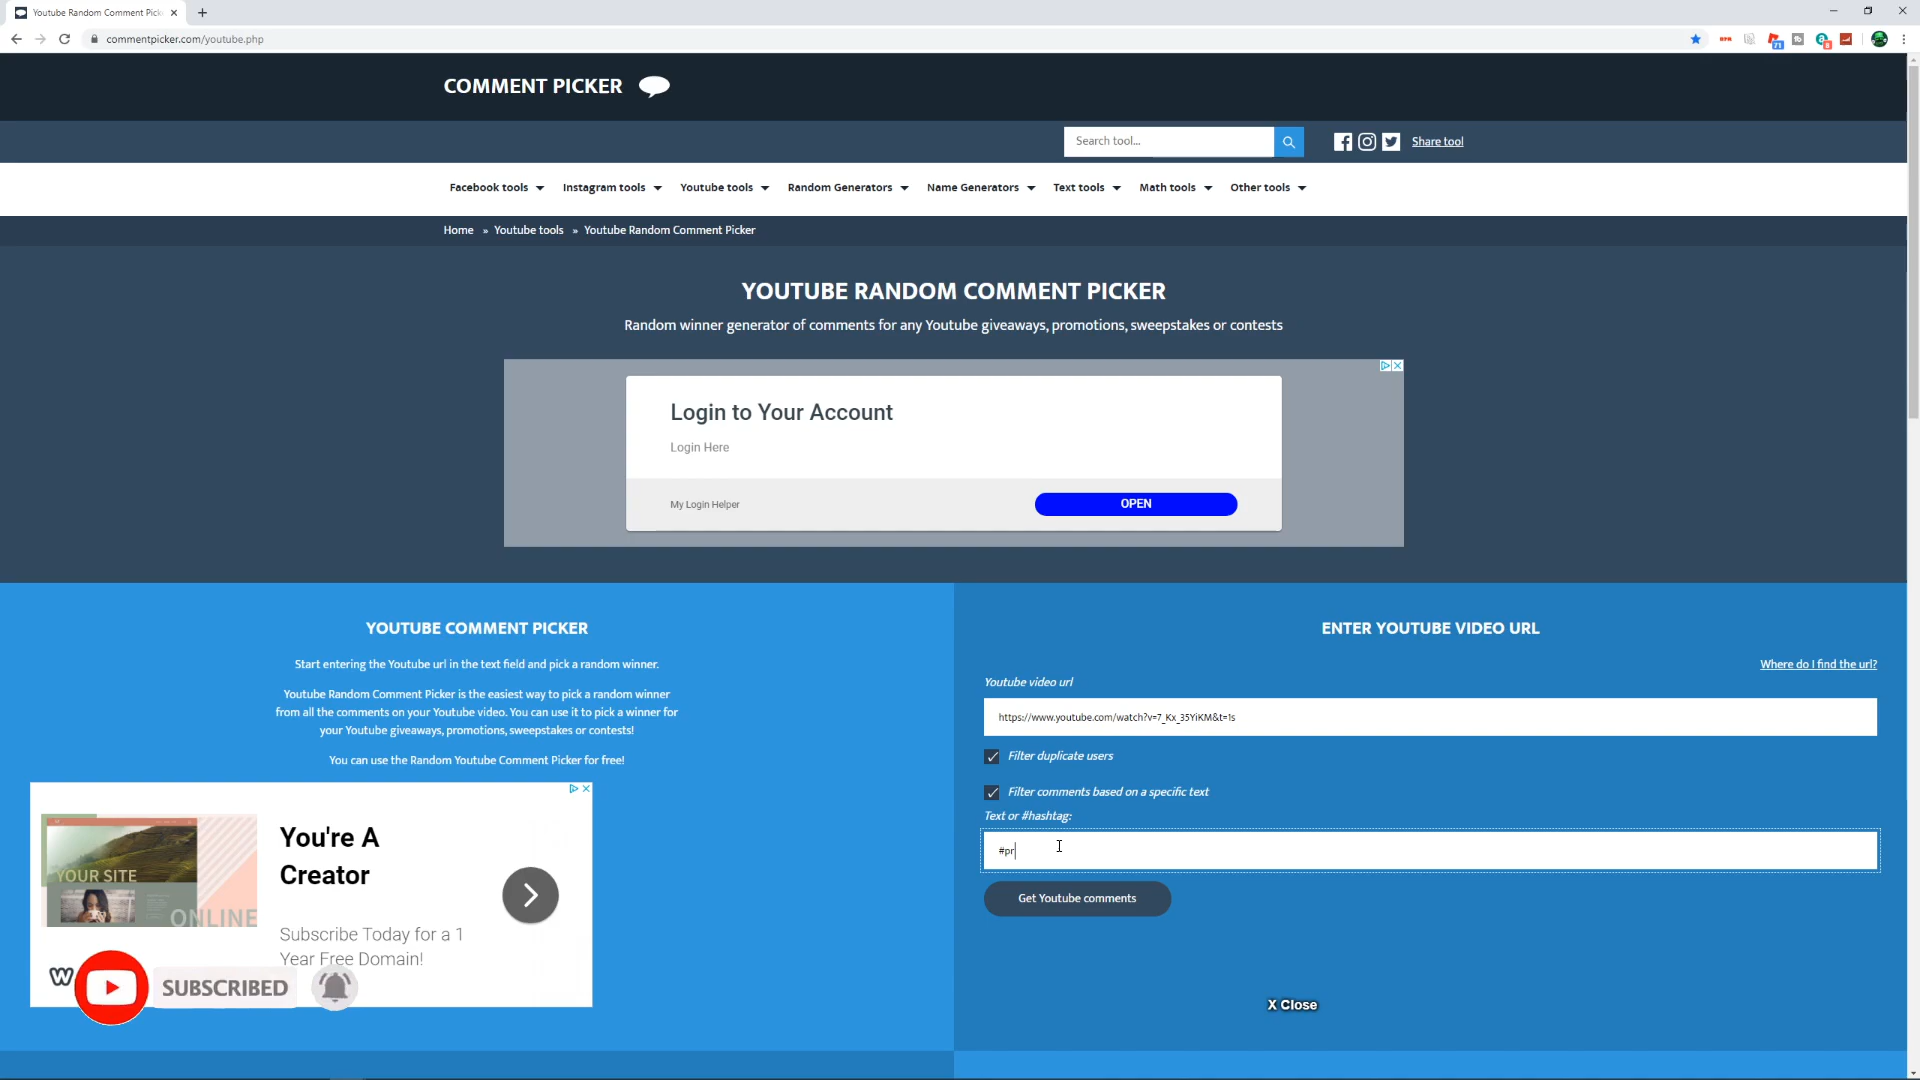 Youtube Random Comment Pick
commentpicker.com/youtube.php
COMMENT PICKER
Search tool...
Share tool
Facebook tools
Instagram tools
Youtube tools
Random Generators
Name Generators
Text tools
Math tools
Other tools
Home » Youtube tools » Youtube Random Comment Picker
YOUTUBE RANDOM COMMENT PICKER
Random winner generator of comments for any Youtube giveaways, promotions, sweepstakes or contests
Login to Your Account
Login Here
My Login Helper
OPEN
YOUTUBE COMMENT PICKER
Start entering the Youtube url in the text field and pick a random winner.
Youtube Random Comment Picker is the easiest way to pick a random winner
from all the comments on your Youtube video. You can use it to pick a winner for
your Youtube giveaways, promotions, sweepstakes or contests!
You can use the Random Youtube Comment Picker for free!
YOUR SITE
ONLINE
You're A
Creator
Subscribe Today for a 1
Year Free Domain!
W
SUBSCRIBED
ENTER YOUTUBE VIDEO URL
Where do I find the url?
Youtube video url
https://www.youtube.com/watch?v=7_Kx_35YiKM&t=1s
Filter duplicate users
Filter comments based on a specific text
Text or #hashtag:
#pr
Get Youtube comments
X Close